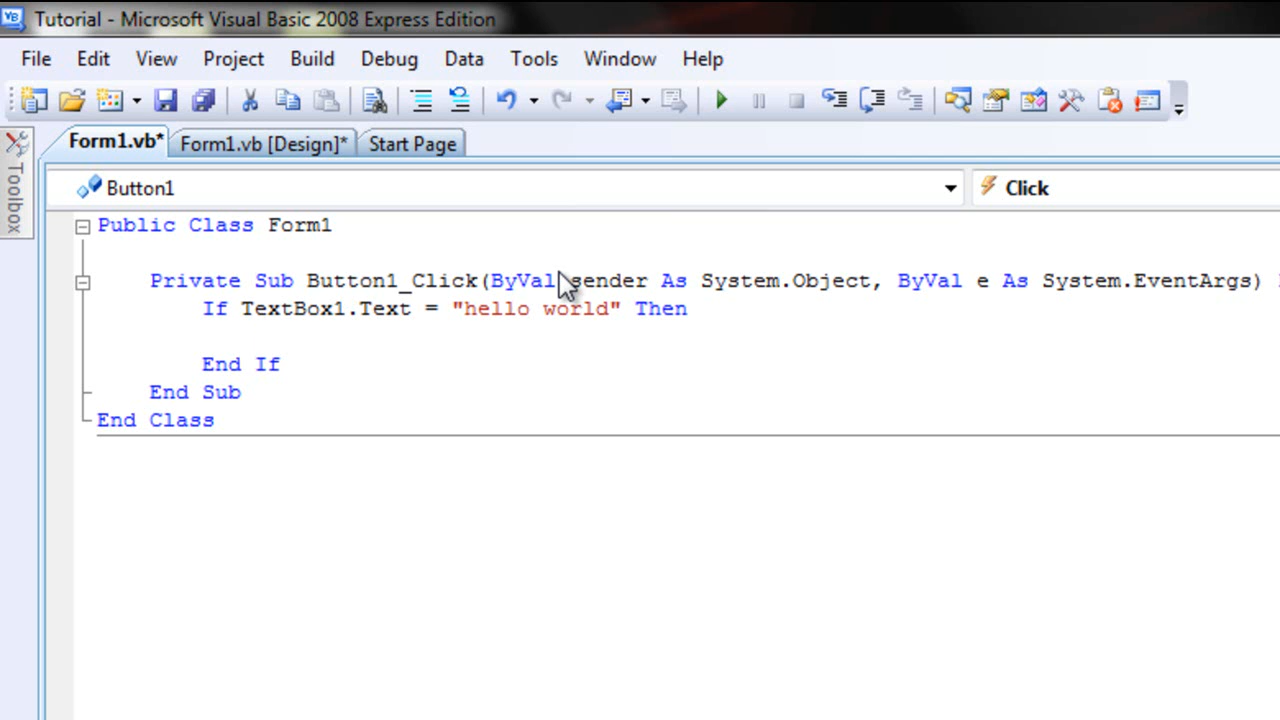 Tutorial - Microsoft Visual Basic 2008 Express Edition
File Edit View Project Build Debug Data Tools Window Help
Form1.vb* Form1.vb [Design]* Start Page
Toolbox
Button1 Click
Public Class Form1
Private Sub Button1_Click(ByVal sender As System.Object, ByVal e As System.EventArgs)
If TextBox1.Text = "hello world" Then
End If
End Sub
End Class